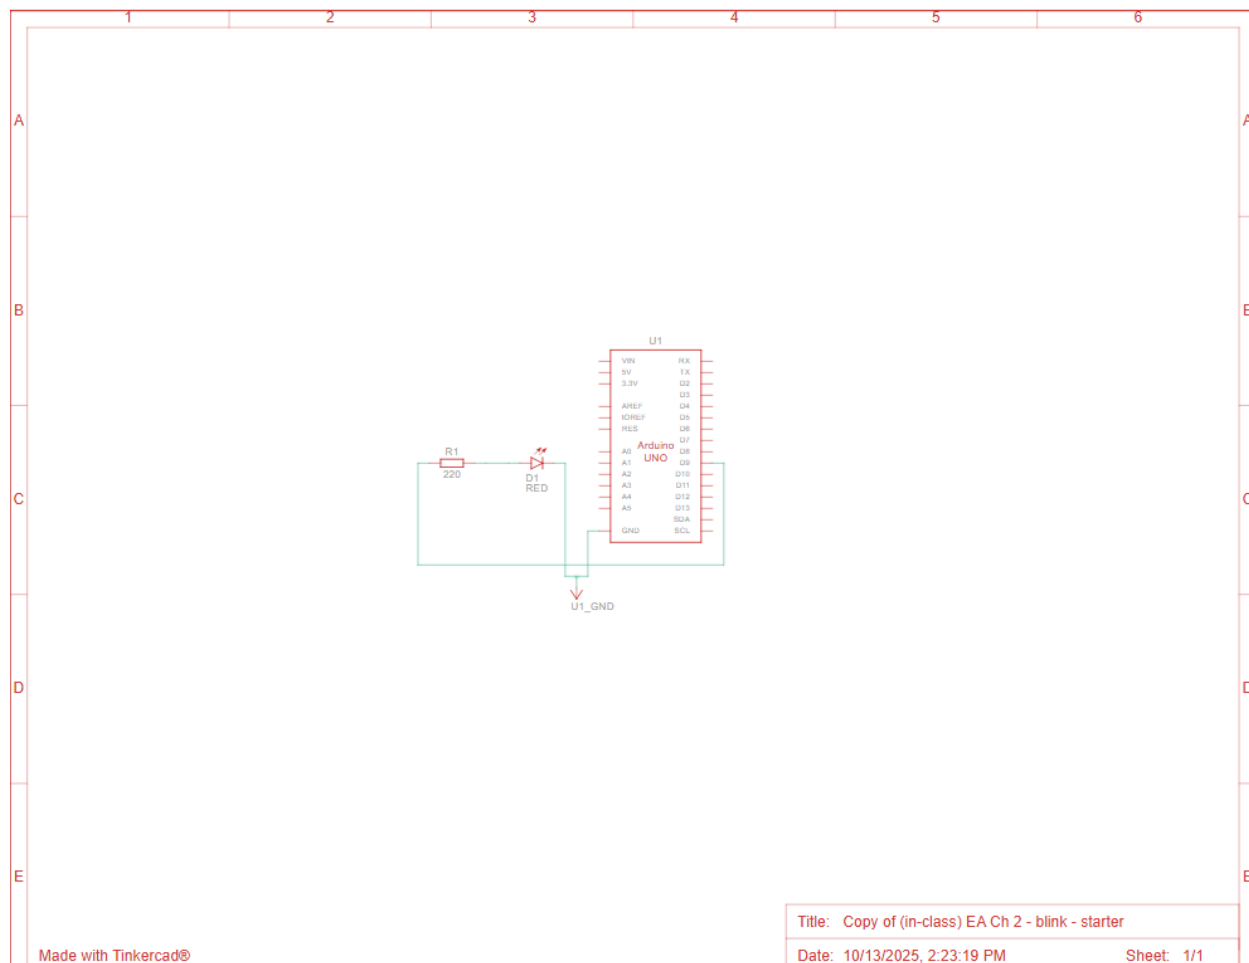 1 2 3 4 5 6
A A
B B
U1
VIN RX
5V TX
3.3V D2
D3
AREF D4
IOREF D5
RES D6
D7
A0 D8
Arduino
UNO
A1 D9
A2 D10
A3 D11
A4 D12
A5 D13
SDA
GND SCL
R1
220
D1
RED
C C
U1_GND
D D
E E
Title: Copy of (in-class) EA Ch 2 - blink - starter
Made with Tinkercad®
Date: 10/13/2025, 2:23:19 PM Sheet: 1/1